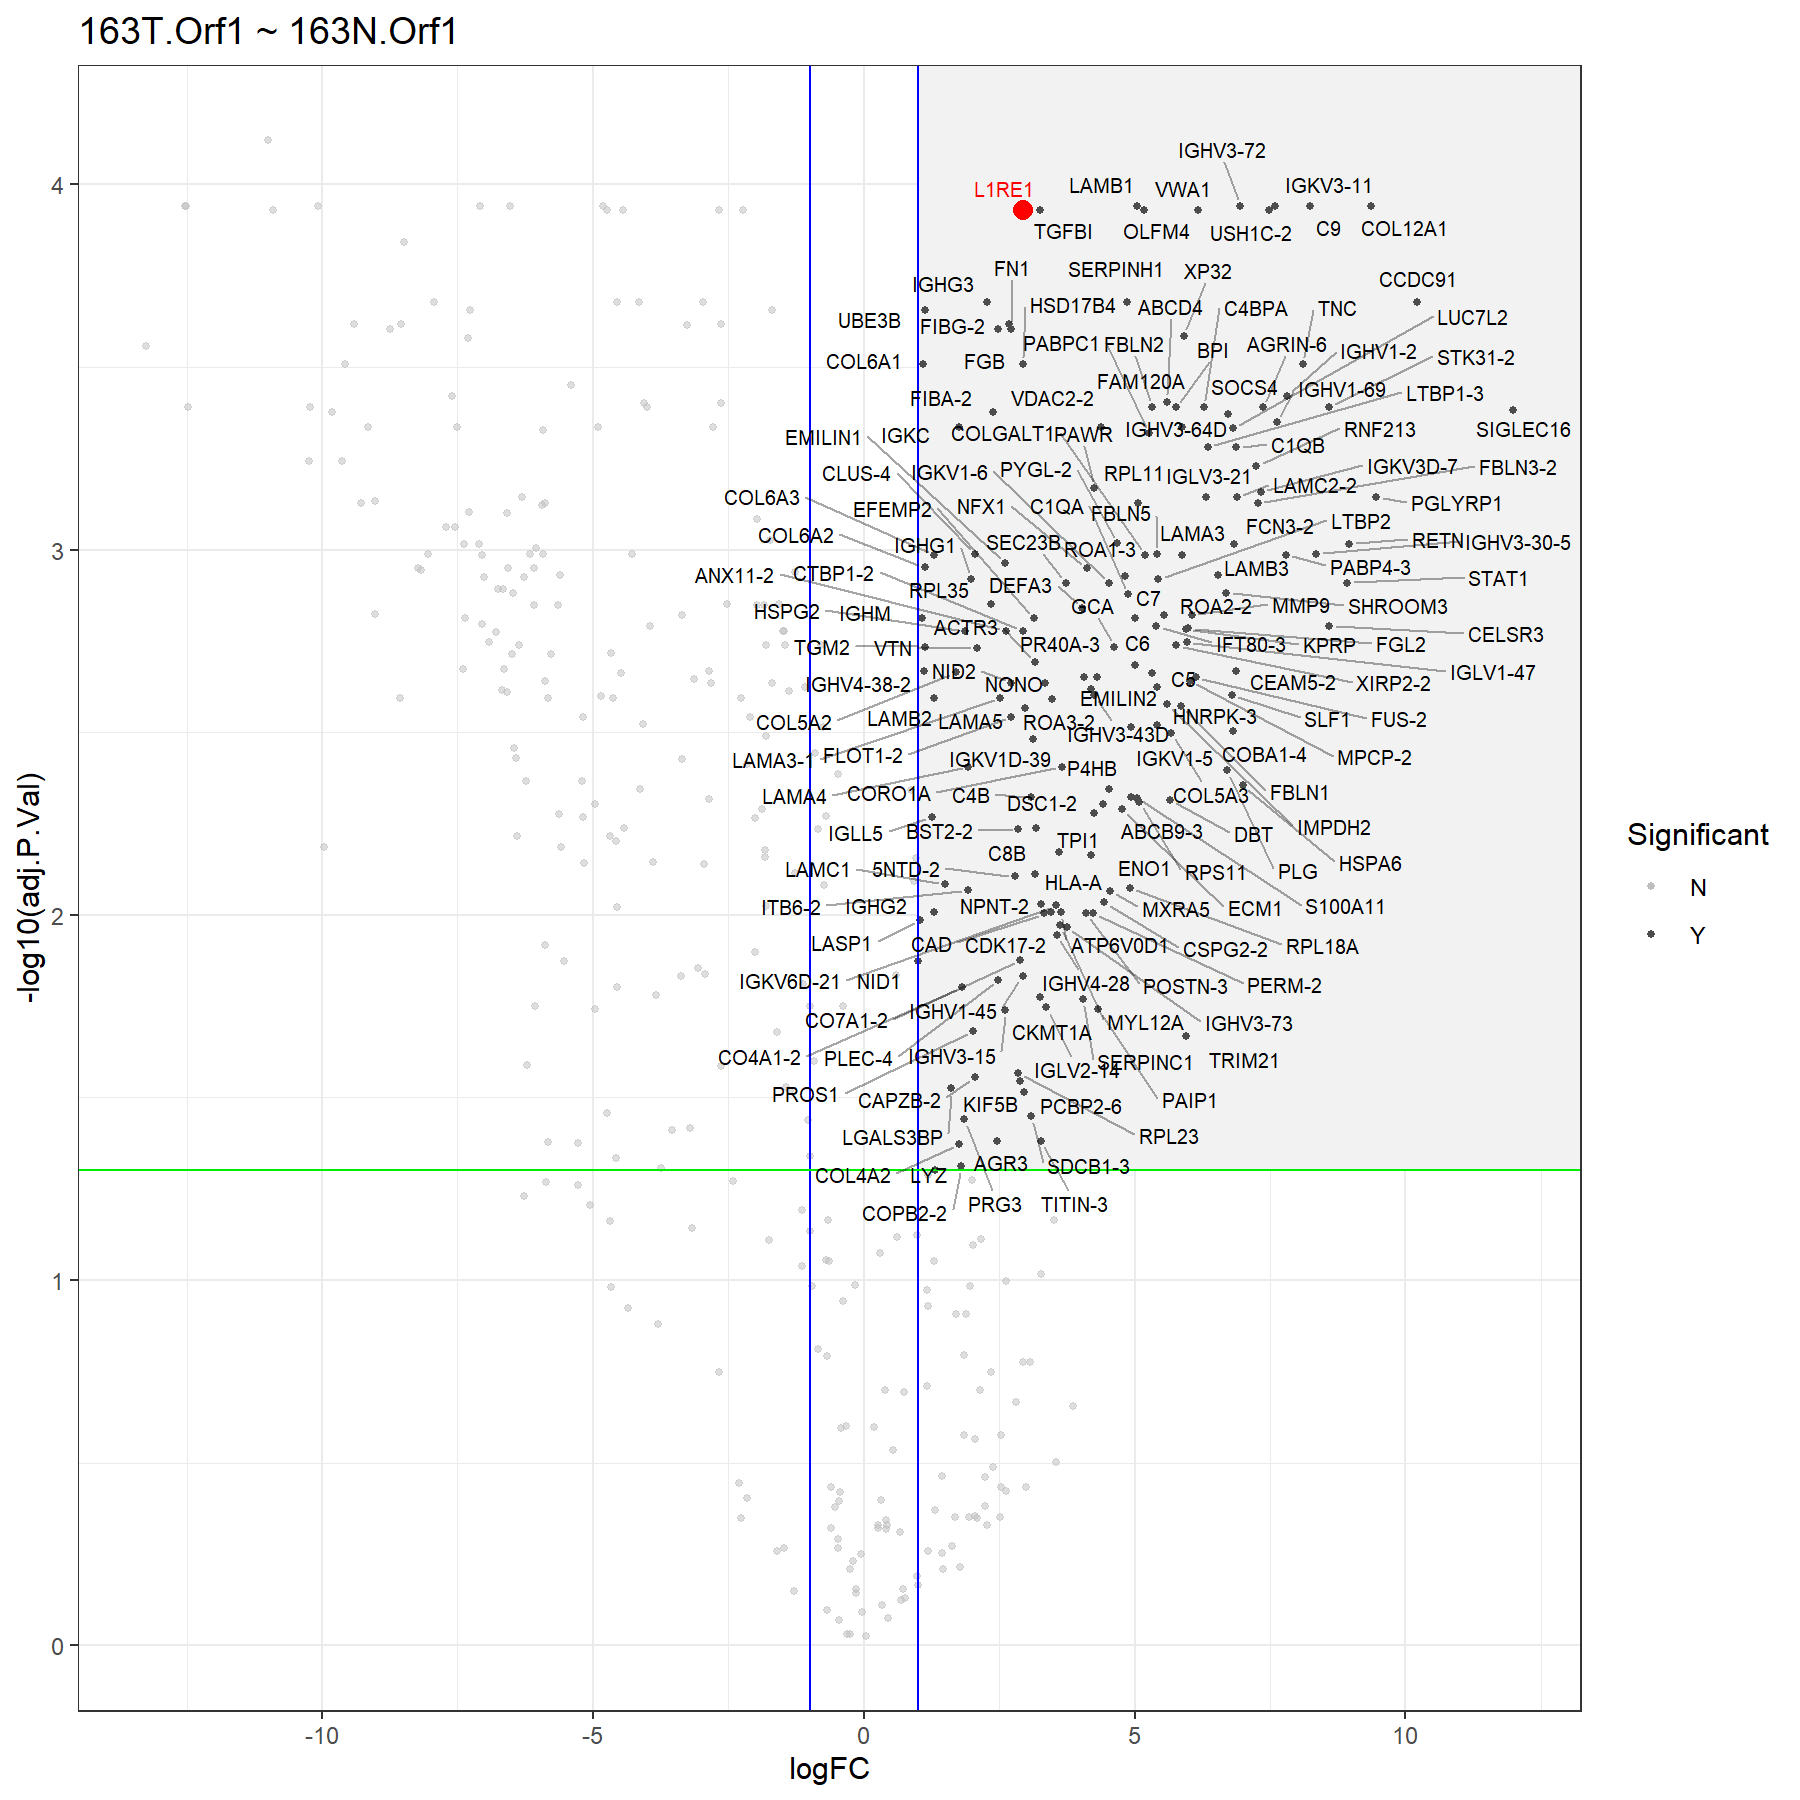 163T.Orf1 ~ 163N.Orf1
IGHV3-72
L1RE1
LAMB1
VWA1
IGKV3-11
TGFBI
OLFM4
USH1C-2
C9
COL12A1
FN1
SERPINH1
XP32
CCDC91
IGHG3
HSD17B4
ABCD4
C4BPA
TNC
LUC7L2
UBE3B
FIBG-2
PABPC1
FBLN2
BPI
AGRIN-6
IGHV1-2
STK31-2
COL6A1
FGB
FAM120A
SOCS4
IGHV1-69
LTBP1-3
FIBA-2
VDAC2-2
EMILIN1
IGKC
COLGALT1
PAWR
IGHV3-64D
C1QB
RNF213
SIGLEC16
CLUS-4
IGKV1-6
PYGL-2
RPL11
IGLV3-21
LAMC2-2
IGKV3D-7
FBLN3-2
COL6A3
EFEMP2
NFX1
C1QA
FBLN5
PGLYRP1
COL6A2
IGHG1
SEC23B
ROA1-3
LAMA3
FCN3-2
LTBP2
RETN
IGHV3-30-5
ANX11-2
CTBP1-2
RPL35
DEFA3
LAMB3
PABP4-3
STAT1
HSPG2
IGHM
ACTR3
GCA
C7
ROA2-2
MMP9
SHROOM3
TGM2
VTN
PR40A-3
C6
IFT80-3
KPRP
FGL2
CELSR3
IGHV4-38-2
NID2
NONO
EMILIN2
C5
CEAM5-2
XIRP2-2
IGLV1-47
COL5A2
LAMB2
LAMA5
ROA3-2
IGHV3-43D
HNRPK-3
SLF1
FUS-2
LAMA3-1
FLOT1-2
IGKV1D-39
P4HB
IGKV1-5
COBA1-4
MPCP-2
LAMA4
CORO1A
C4B
DSC1-2
COL5A3
FBLN1
IGLL5
BST2-2
TPI1
ABCB9-3
DBT
IMPDH2
LAMC1
5NTD-2
C8B
HLA-A
ENO1
RPS11
PLG
HSPA6
ITB6-2
IGHG2
NPNT-2
MXRA5
ECM1
S100A11
LASP1
CAD
CDK17-2
ATP6V0D1
CSPG2-2
RPL18A
IGKV6D-21
NID1
IGHV4-28
POSTN-3
PERM-2
CO7A1-2
IGHV1-45
CKMT1A
MYL12A
IGHV3-73
CO4A1-2
PLEC-4
IGHV3-15
IGLV2-14
SERPINC1
TRIM21
PROS1
CAPZB-2
KIF5B
PCBP2-6
PAIP1
LGALS3BP
RPL23
COL4A2
LYZ
AGR3
SDCB1-3
COPB2-2
PRG3
TITIN-3
4
3
2
1
0
-log10(adj.P.Val)
-10
-5
0
5
10
logFC
Significant
N
Y